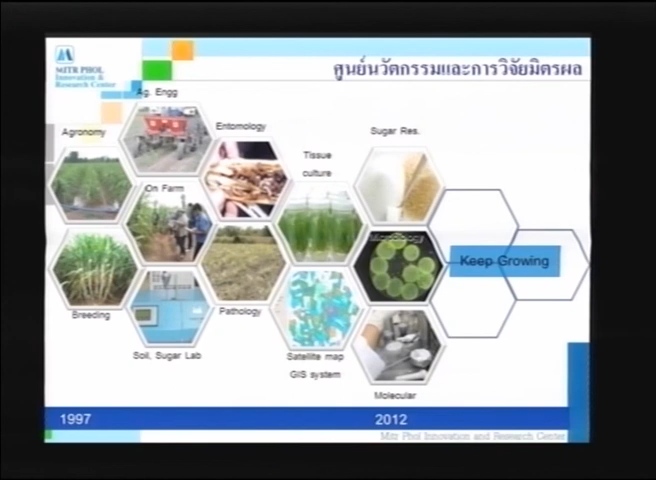 MITR PHOL
Innovation &
Research Center
ศูนย์นวัตกรรมและการวิจัยมิตรผล
Ag. Engg
Agronomy
Entomology
Sugar Res.
Tissue
culture
On Farm
Microbiology
Keep Growing
Breeding
Pathology
Soil, Sugar Lab
Satellite map
GIS system
Molecular
1997
2012
Mitr Phol Innovation and Research Center